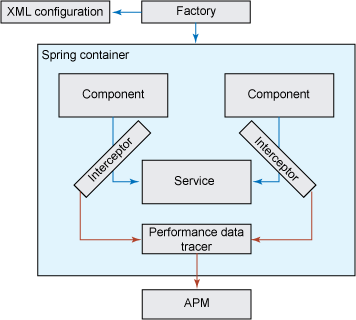 XML configuration
Factory
Spring container
Component
Component
Interceptor
Interceptor
Service
Performance data
tracer
APM